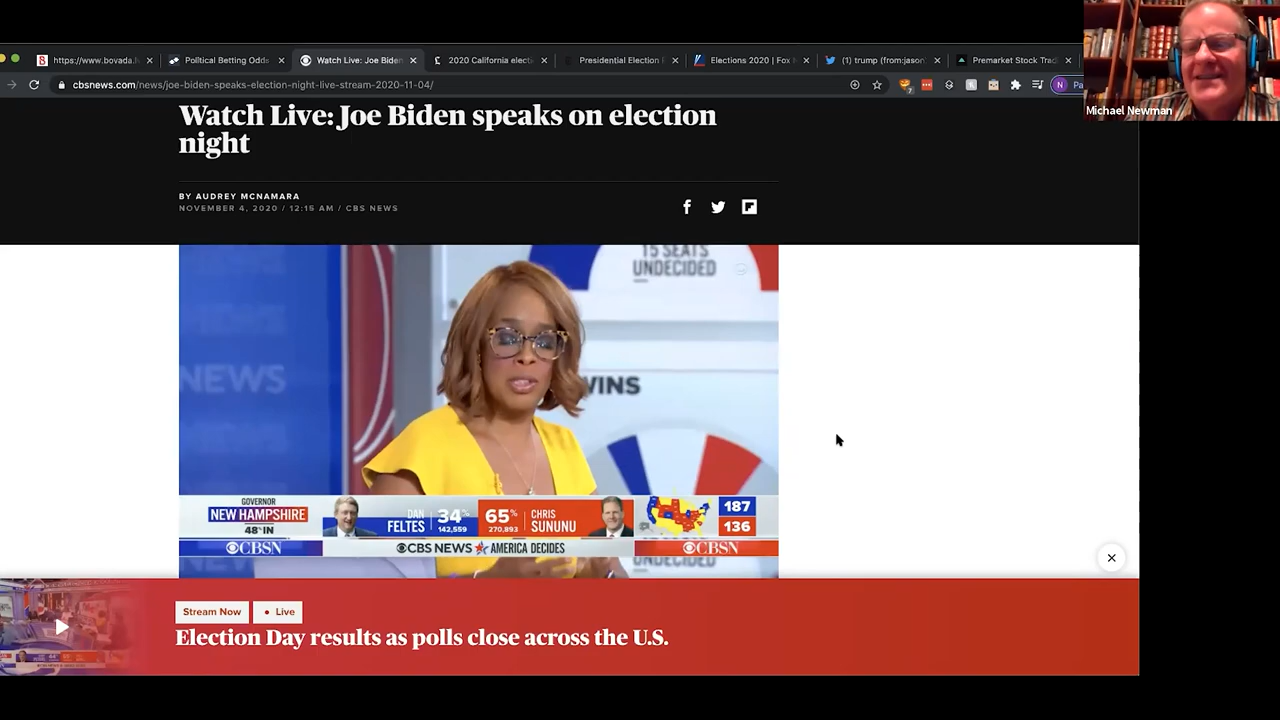 https://www.bovada.l
Political Betting Odds
Watch Live: Joe Biden
2020 California electi
Presidential Election R
Elections 2020 | Fox N
(1) trump (from:jason
Premarket Stock Trad
cbsnews.com/news/joe-biden-speaks-election-night-live-stream-2020-11-04/
N
Pa
Michael Newman
Watch Live: Joe Biden speaks on election
night
BY AUDREY MCNAMARA
NOVEMBER 4, 2020 / 12:15 AM / CBS NEWS
15 SEATS
UNDECIDED
NEWS
WINS
GOVERNOR
NEW HAMPSHIRE
48% IN
DAN
FELTES
34%
142,559
65%
270,893
CHRIS
SUNUNU
187
136
CBSN
CBS NEWS AMERICA DECIDES
CBSN
UNDECIDED
Stream Now
• Live
Election Day results as polls close across the U.S.